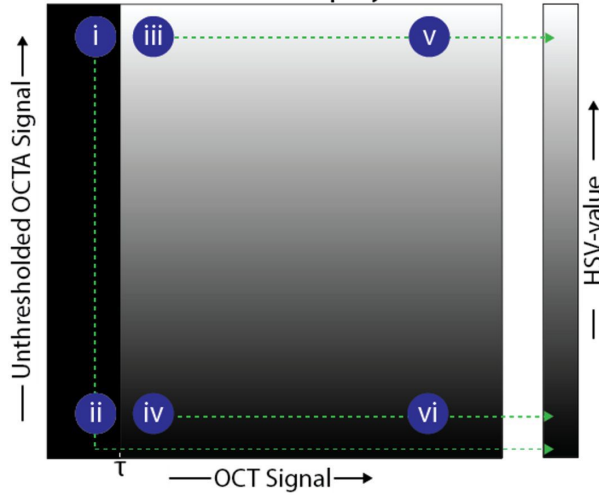 i
iii
v
Unthresholded OCTA Signal
HSV-value
ii
iv
vi
τ
OCT Signal